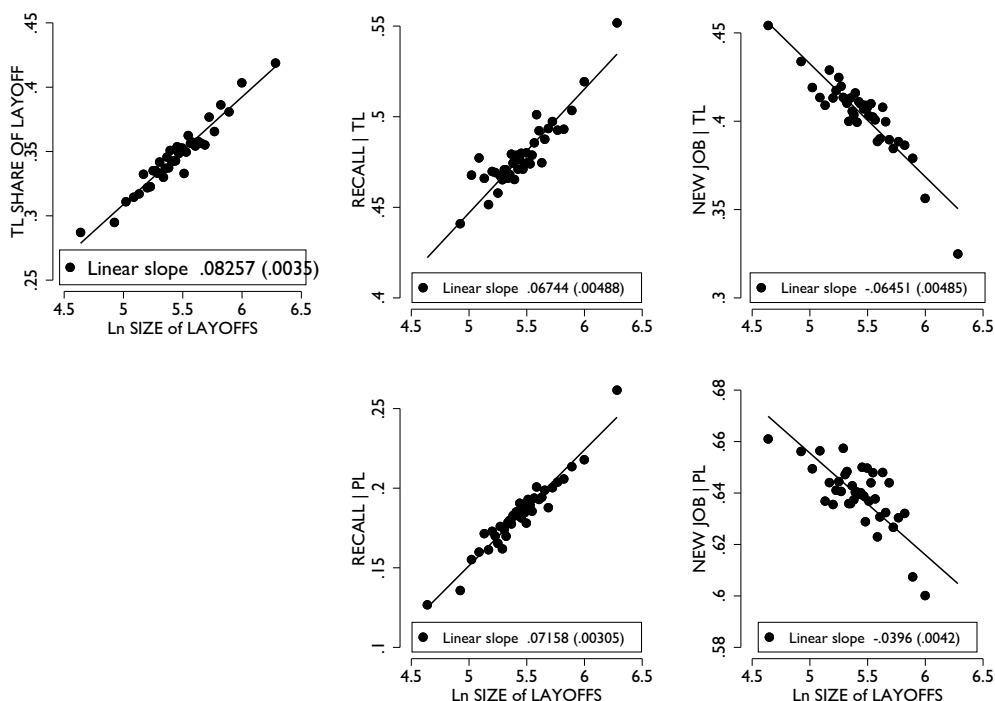 TL SHARE OF LAYOFF
.25 .3 .35 .4 .45
Linear slope .08257 (.0035)
4.5 5 5.5 6 6.5
Ln SIZE of LAYOFFS
RECALL | TL
.4 .45 .5 .55
Linear slope .06744 (.00488)
4.5 5 5.5 6 6.5
NEW JOB | TL
.3 .35 .4 .45
Linear slope -.06451 (.00485)
4.5 5 5.5 6 6.5
RECALL | PL
.1 .15 .2 .25
Linear slope .07158 (.00305)
4.5 5 5.5 6 6.5
Ln SIZE of LAYOFFS
NEW JOB | PL
.58 .6 .62 .64 .66 .68
Linear slope -.0396 (.0042)
4.5 5 5.5 6 6.5
Ln SIZE of LAYOFFS